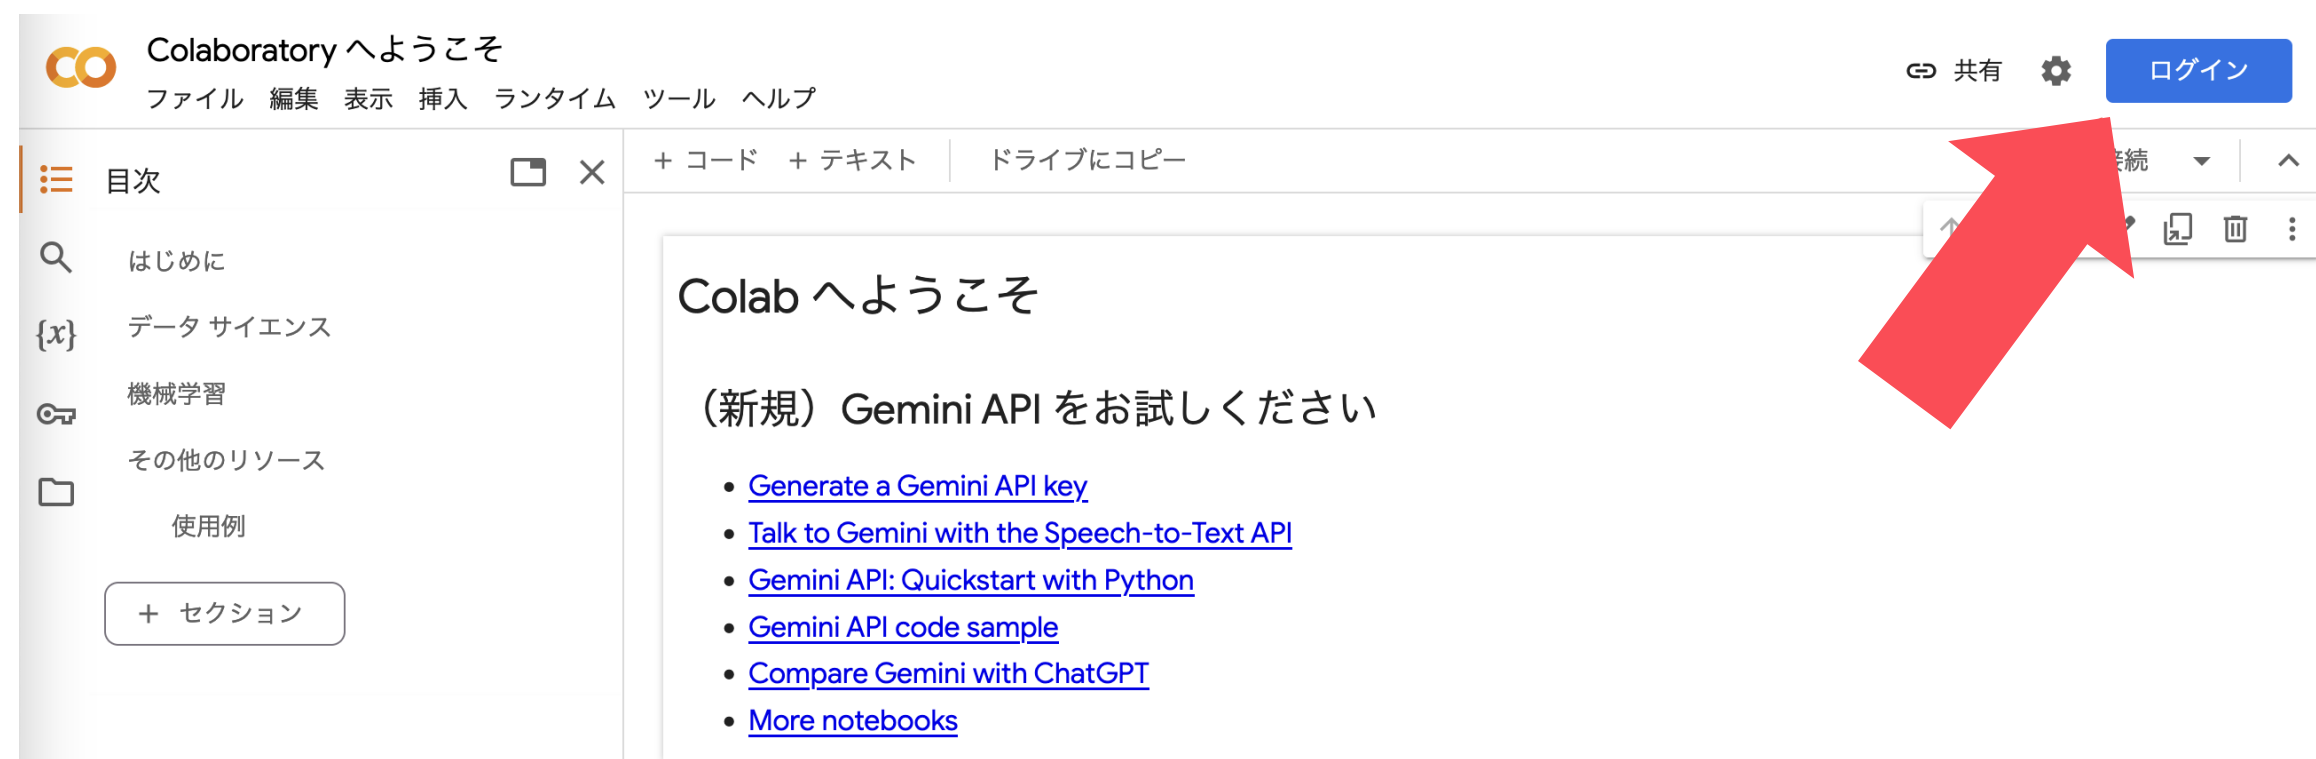 Colaboratory へようこそ
ファイル 編集 表示 挿入 ランタイム ツール ヘルプ
共有
ログイン
目次
はじめに
データ サイエンス
機械学習
その他のリソース
使用例
+ セクション
+ コード + テキスト ドライブにコピー
続
{x}
Colab へようこそ
（新規）Gemini API をお試しください
• Generate a Gemini API key
• Talk to Gemini with the Speech-to-Text API
• Gemini API: Quickstart with Python
• Gemini API code sample
• Compare Gemini with ChatGPT
• More notebooks